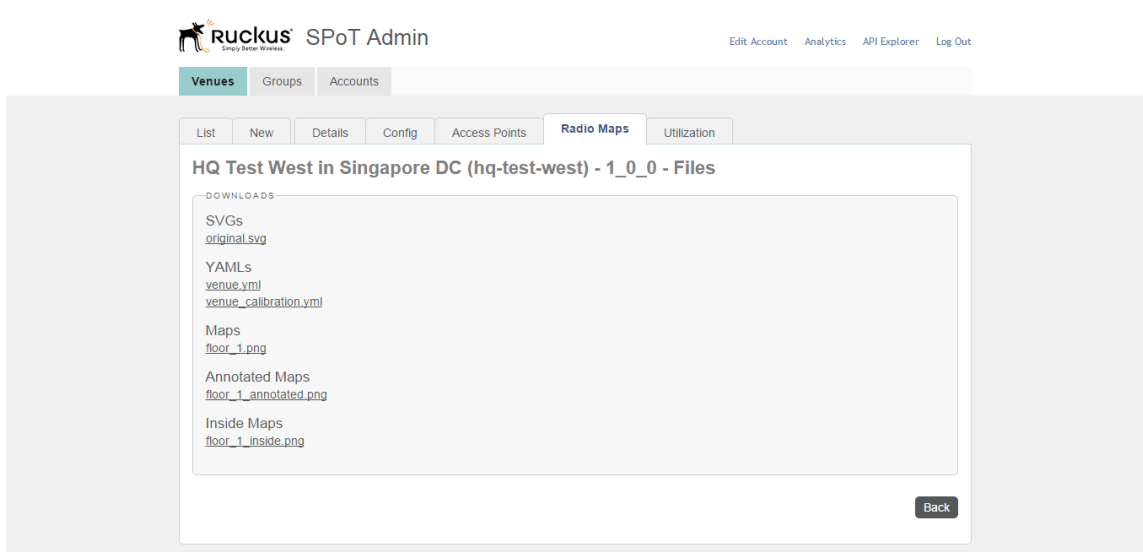 Ruckus SPoT Admin
Simply Better Wireless.
Edit Account Analytics API Explorer Log Out
Venues Groups Accounts
List New Details Config Access Points Radio Maps Utilization
HQ Test West in Singapore DC (hq-test-west) - 1_0_0 - Files
DOWNLOADS
SVGs
original.svg
YAMLs
venue.yml
venue_calibration.yml
Maps
floor_1.png
Annotated Maps
floor_1_annotated.png
Inside Maps
floor_1_inside.png
Back